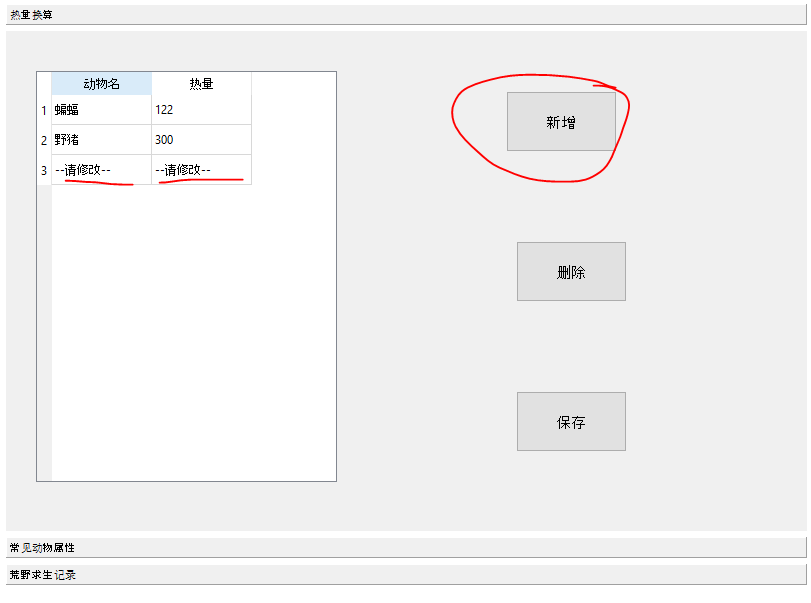 热量换算
动物名 热量
1 蝙蝠 122
2 野猪 300
3 --请修改-- --请修改--
新增
删除
保存
常见动物属性
荒野求生记录